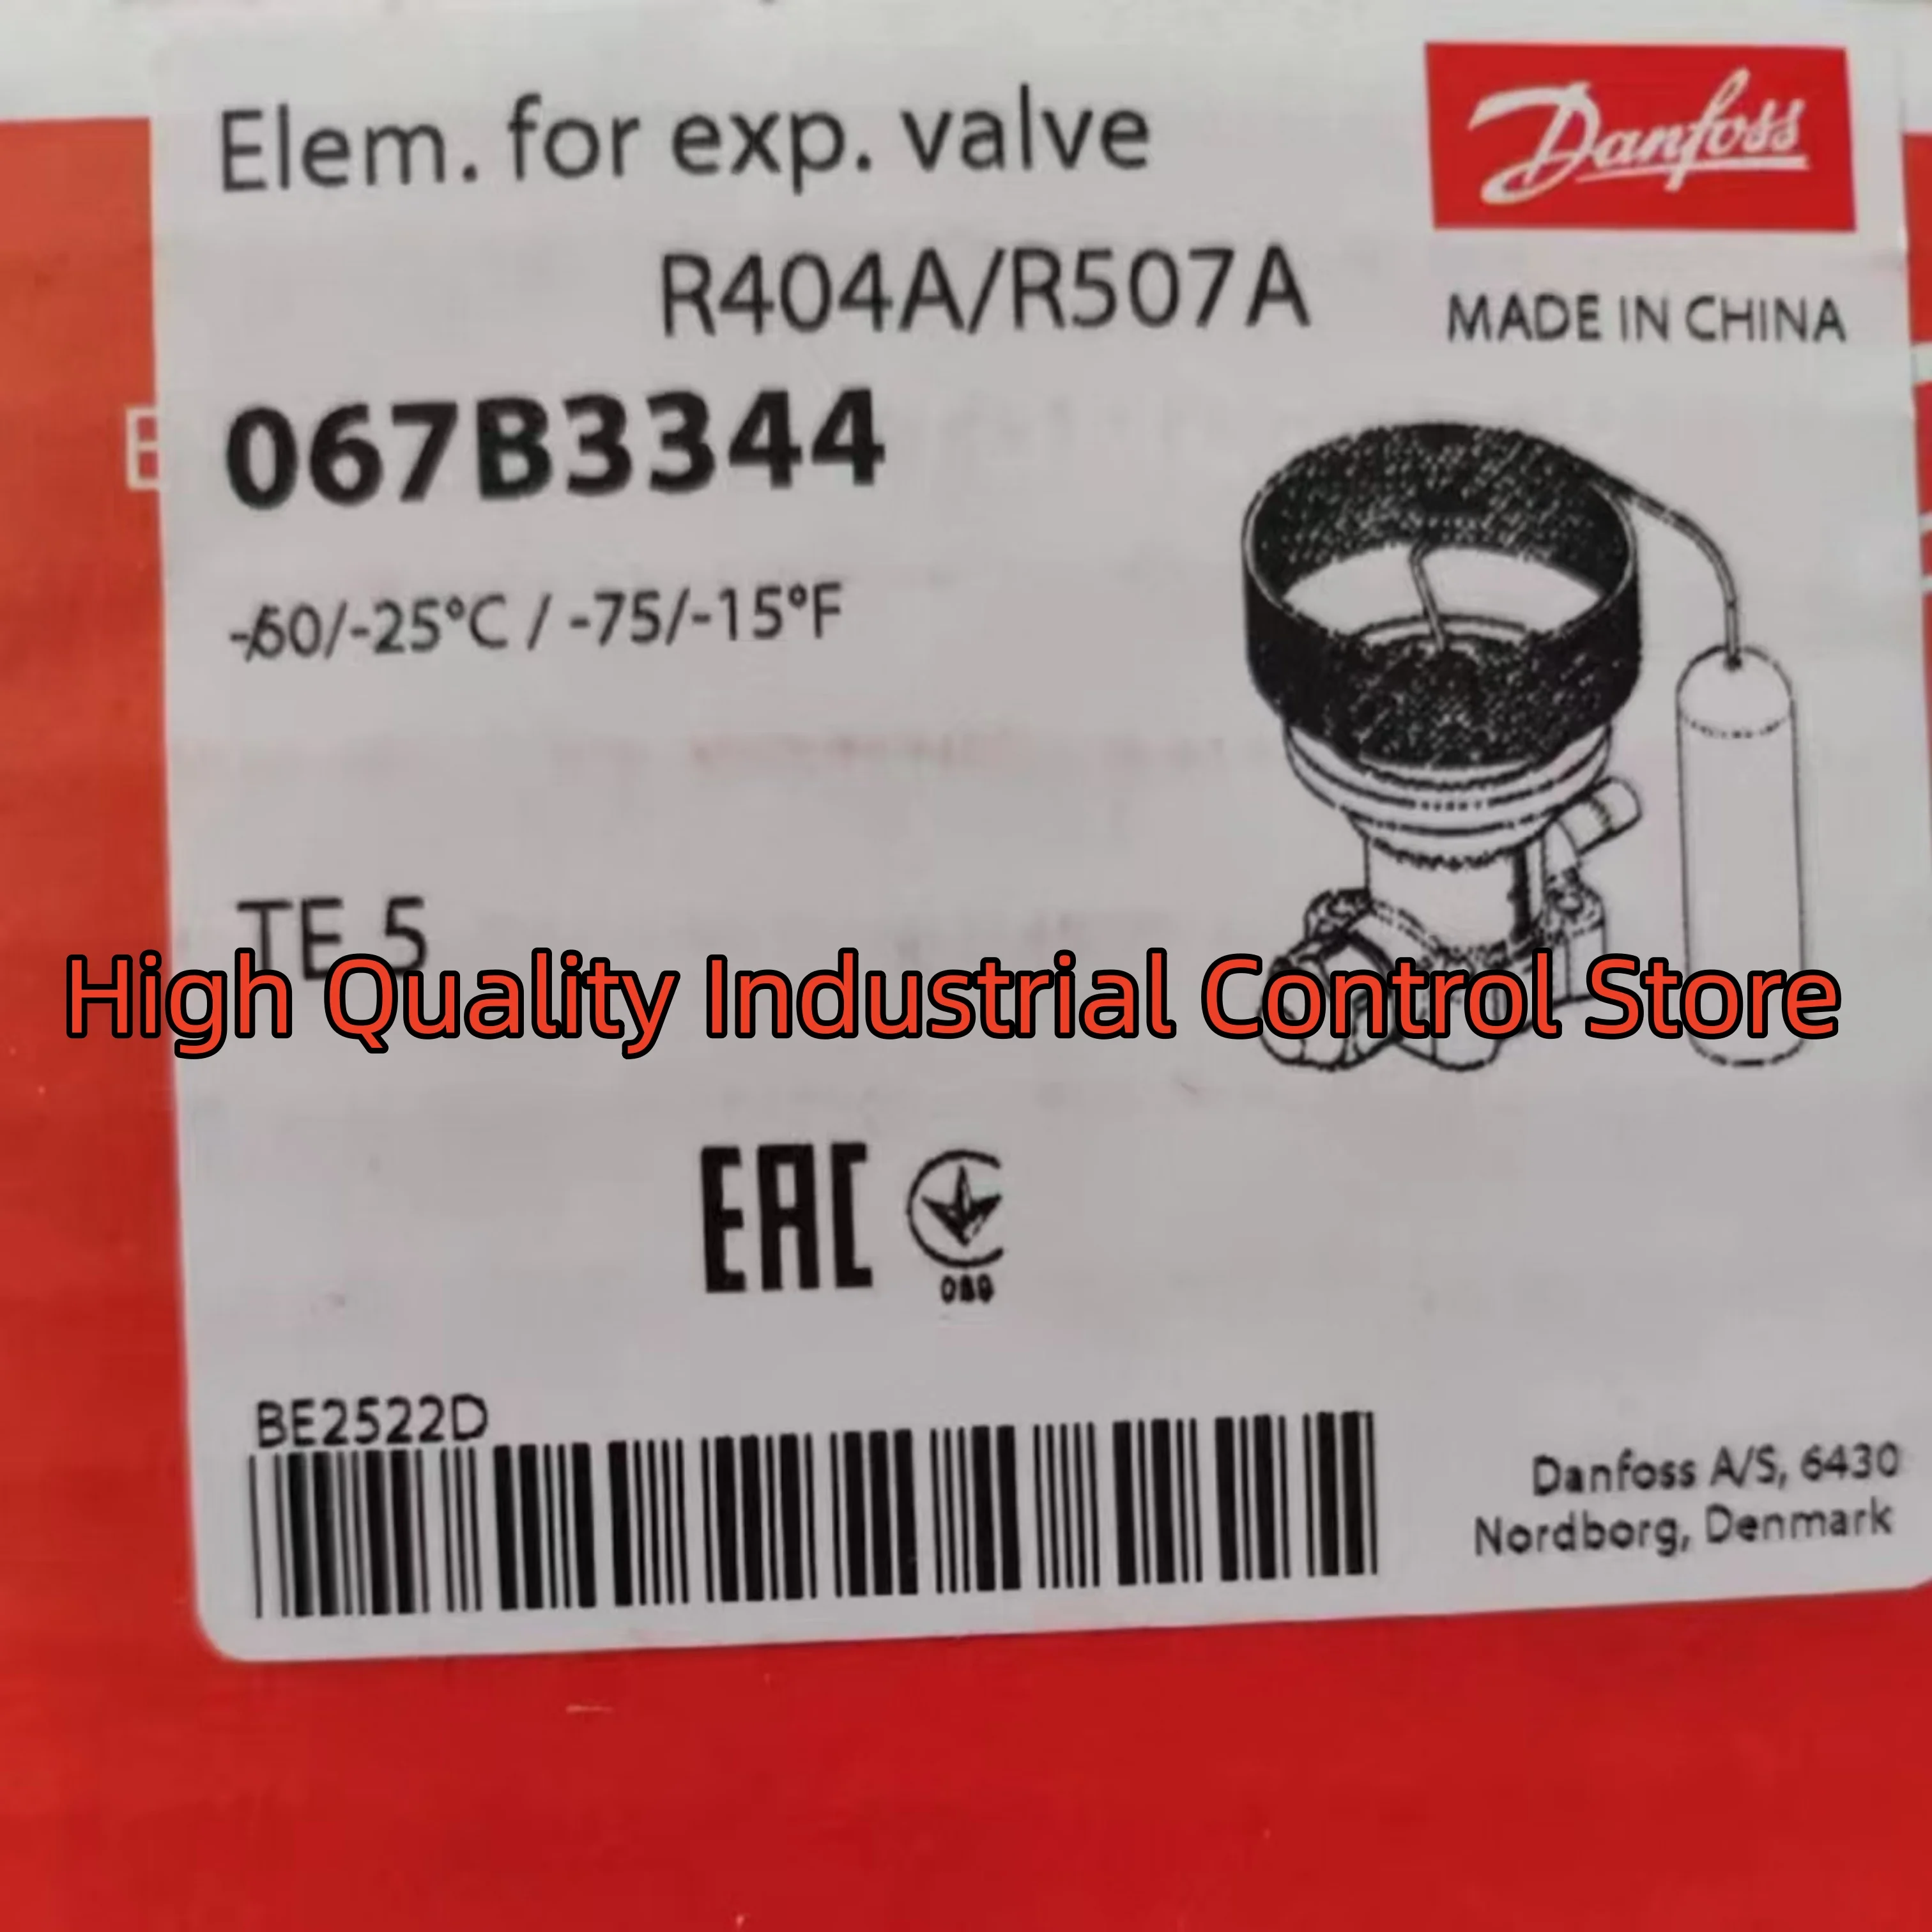 Elem. for exp. valve
Danfoss
R404A/R507A
MADE IN CHINA
067B3344
-60/-25°C / -75/-15°F
TE 5
High Quality Industrial Control Store
EAC
BE2522D
Danfoss A/S, 6430
Nordborg, Denmark